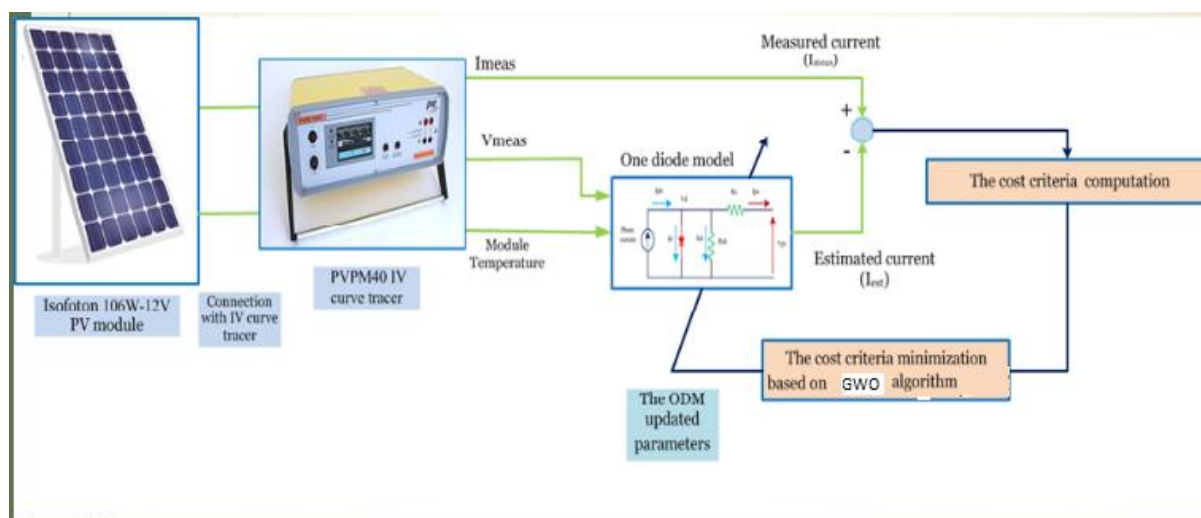 Imeas
Measured current
(Imeas)
+
-
Vmeas
One diode model
The cost criteria computation
Module
Temperature
Estimated current
(Iest)
PVPM40 IV
curve tracer
Isofoton 106W-12V
PV module
Connection
with IV curve
tracer
The cost criteria minimization
based on GWO algorithm
The ODM
updated
parameters